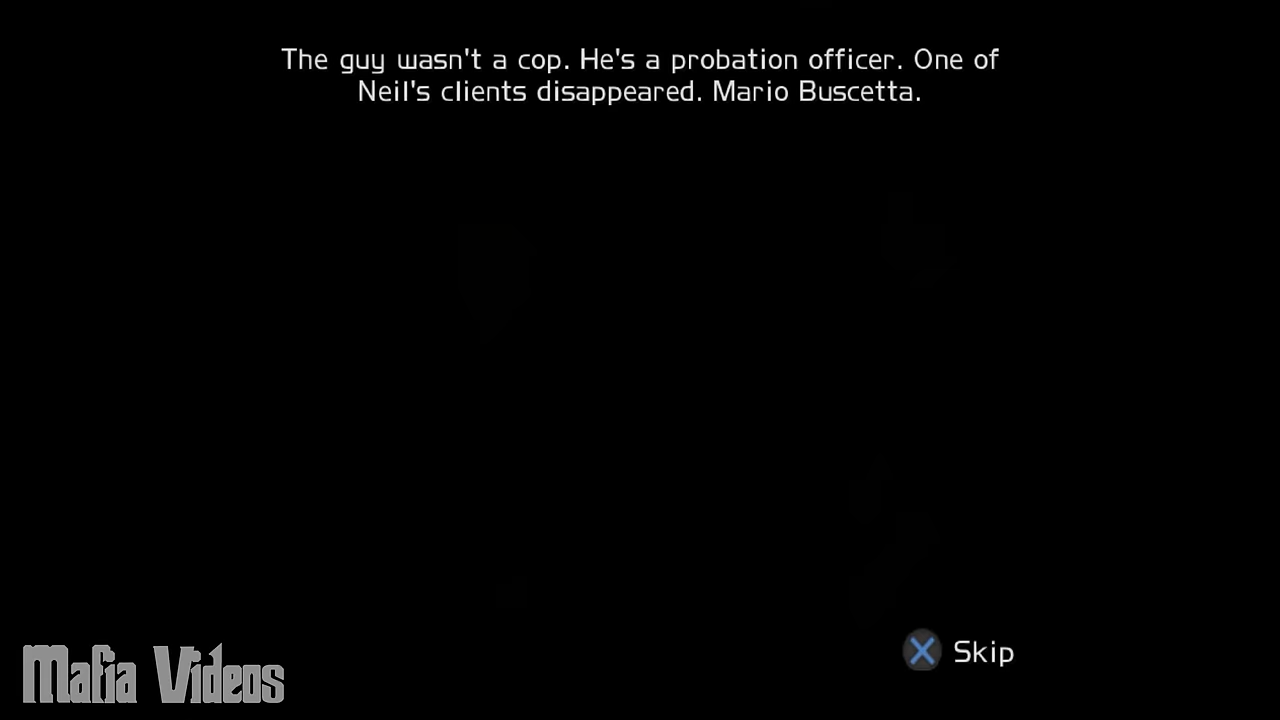 The guy wasn't a cop. He's a probation officer. One of
Neil's clients disappeared. Mario Buscetta.
Skip
Mafia Videos